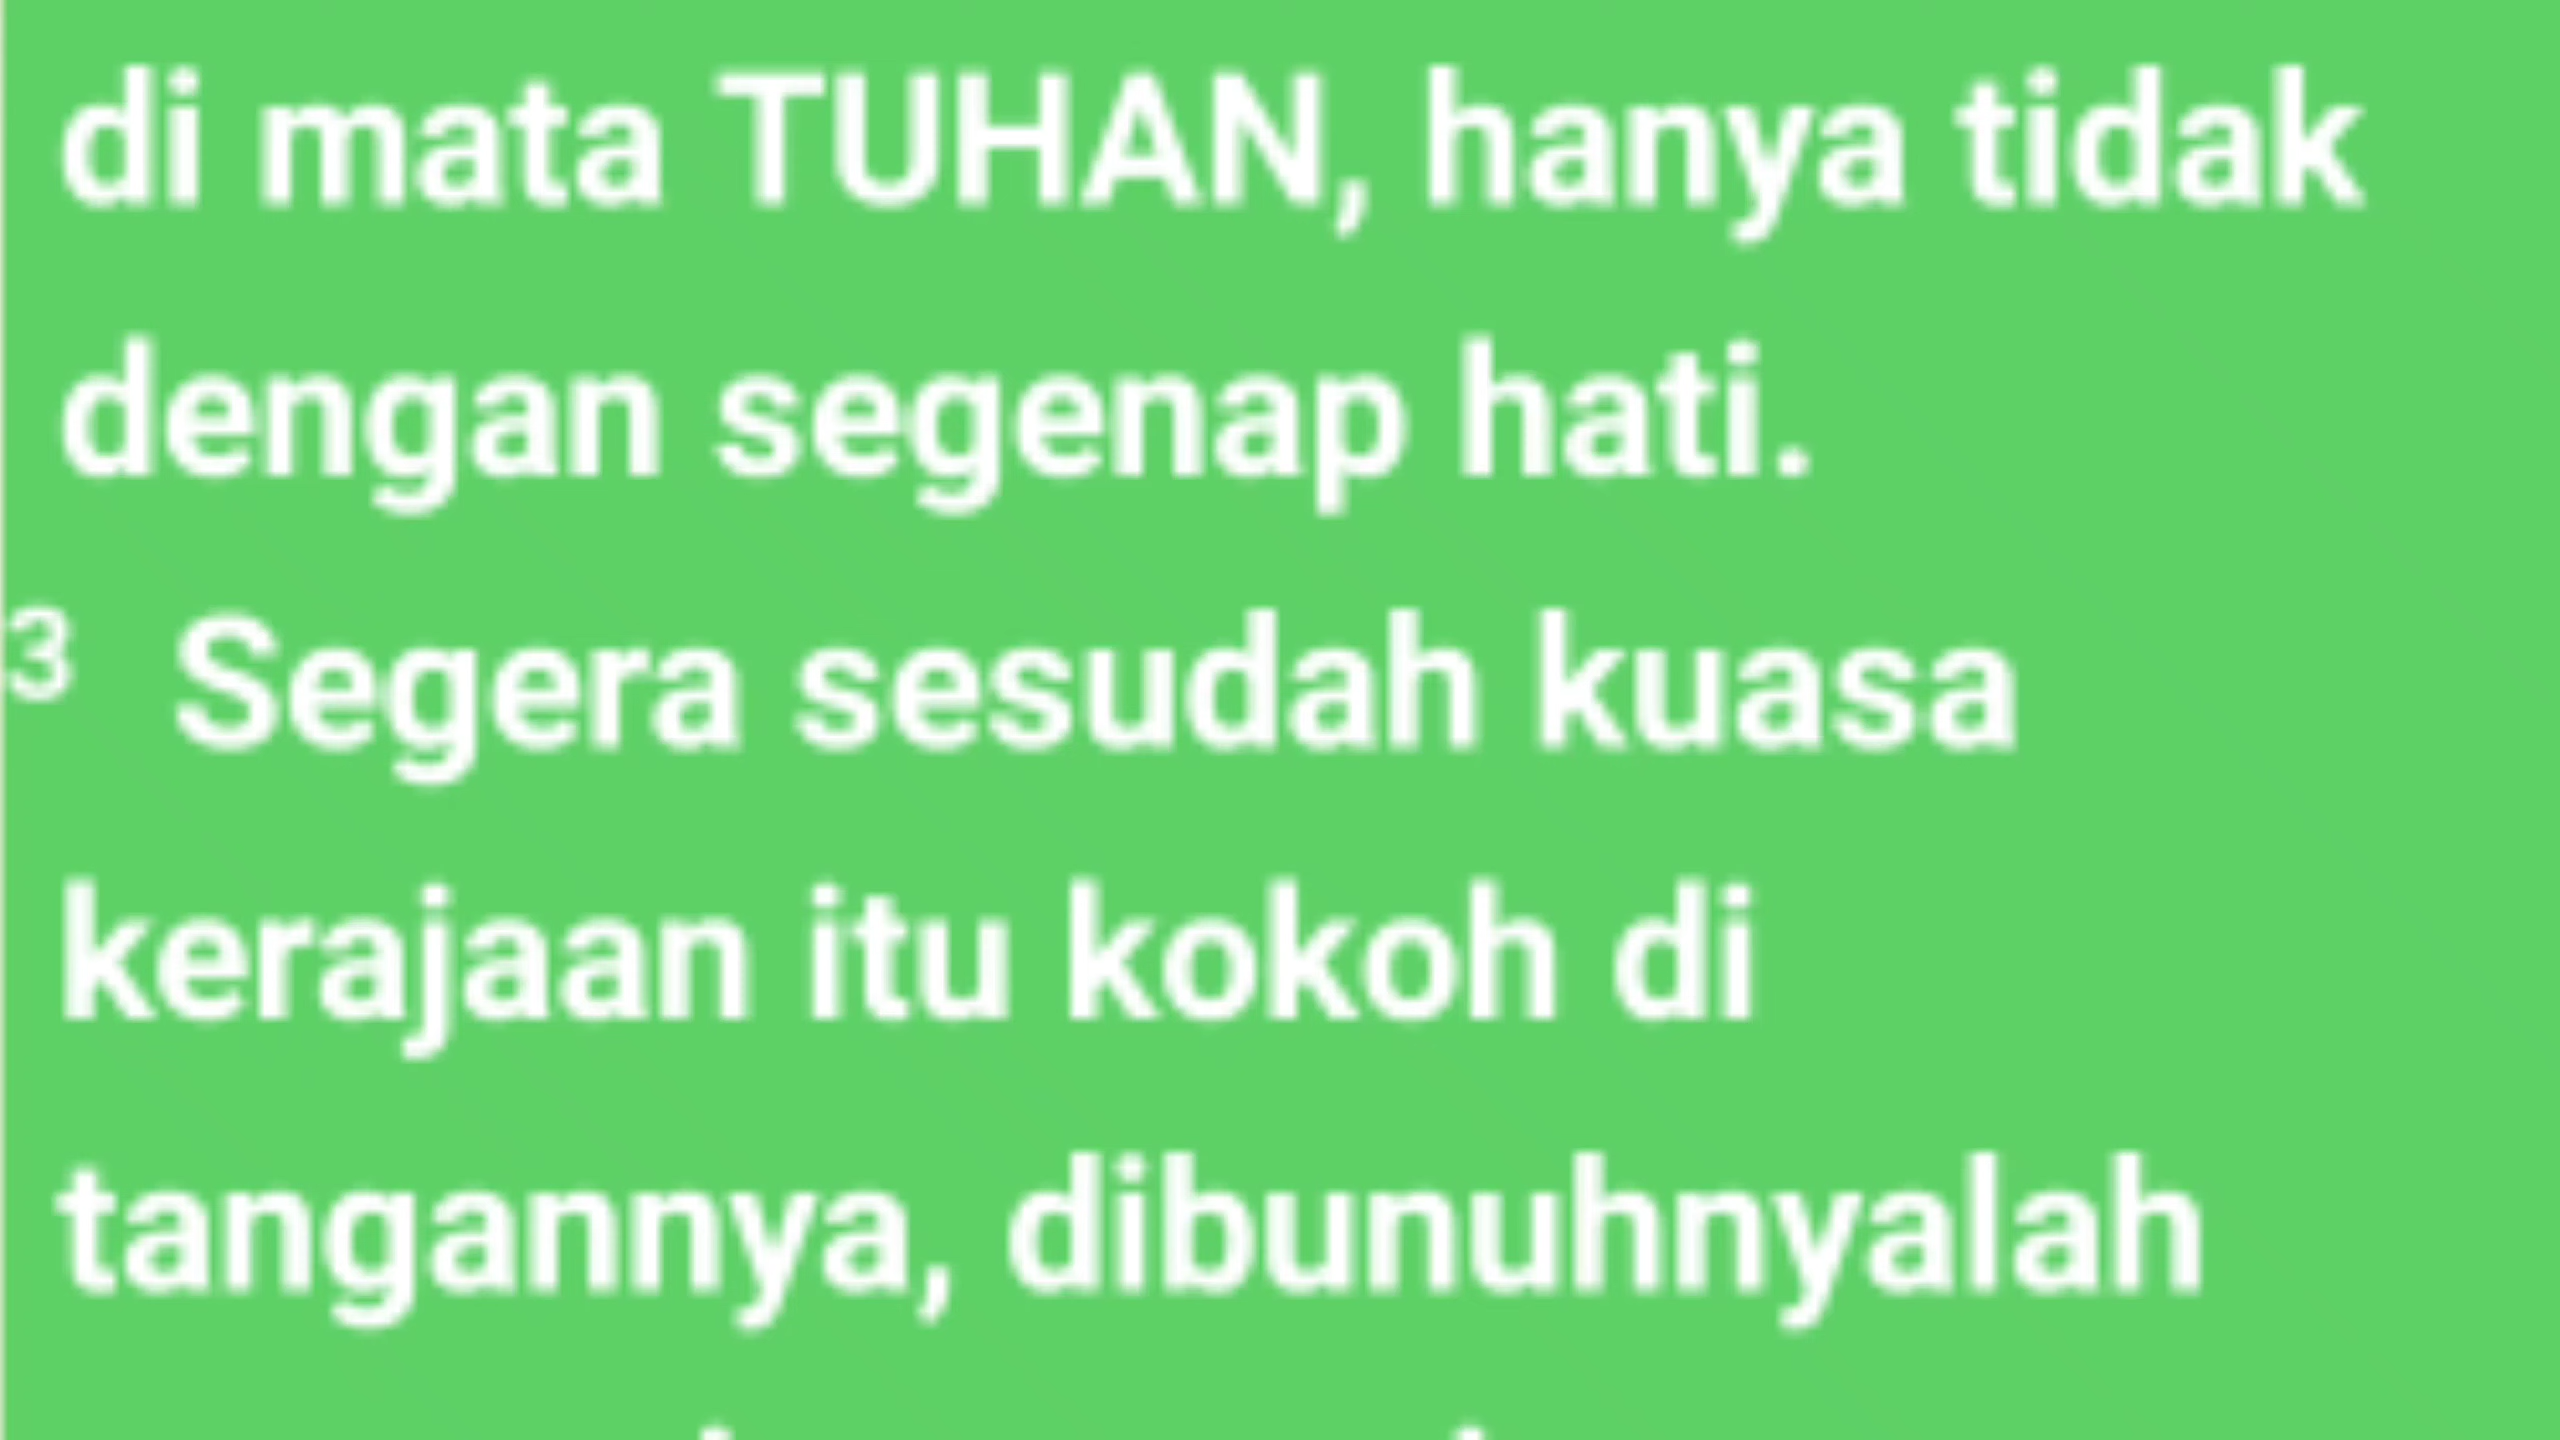 di mata TUHAN, hanya tidak
dengan segenap hati.
3 Segera sesudah kuasa
kerajaan itu kokoh di
tangannya, dibunuhnyalah